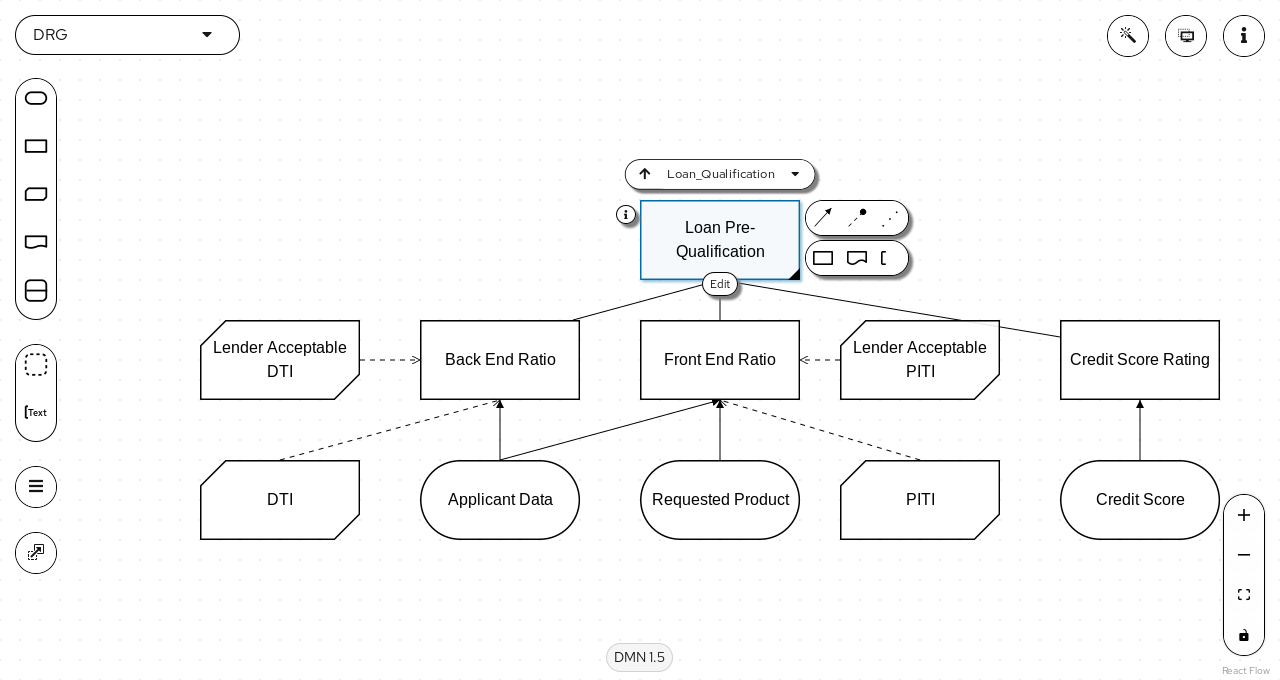 DRG
Loan_Qualification
Loan Pre-
Qualification
Edit
Lender Acceptable
DTI
Back End Ratio
Front End Ratio
Lender Acceptable
PITI
Credit Score Rating
Text
DTI
Applicant Data
Requested Product
PITI
Credit Score
DMN 1.5
React Flow